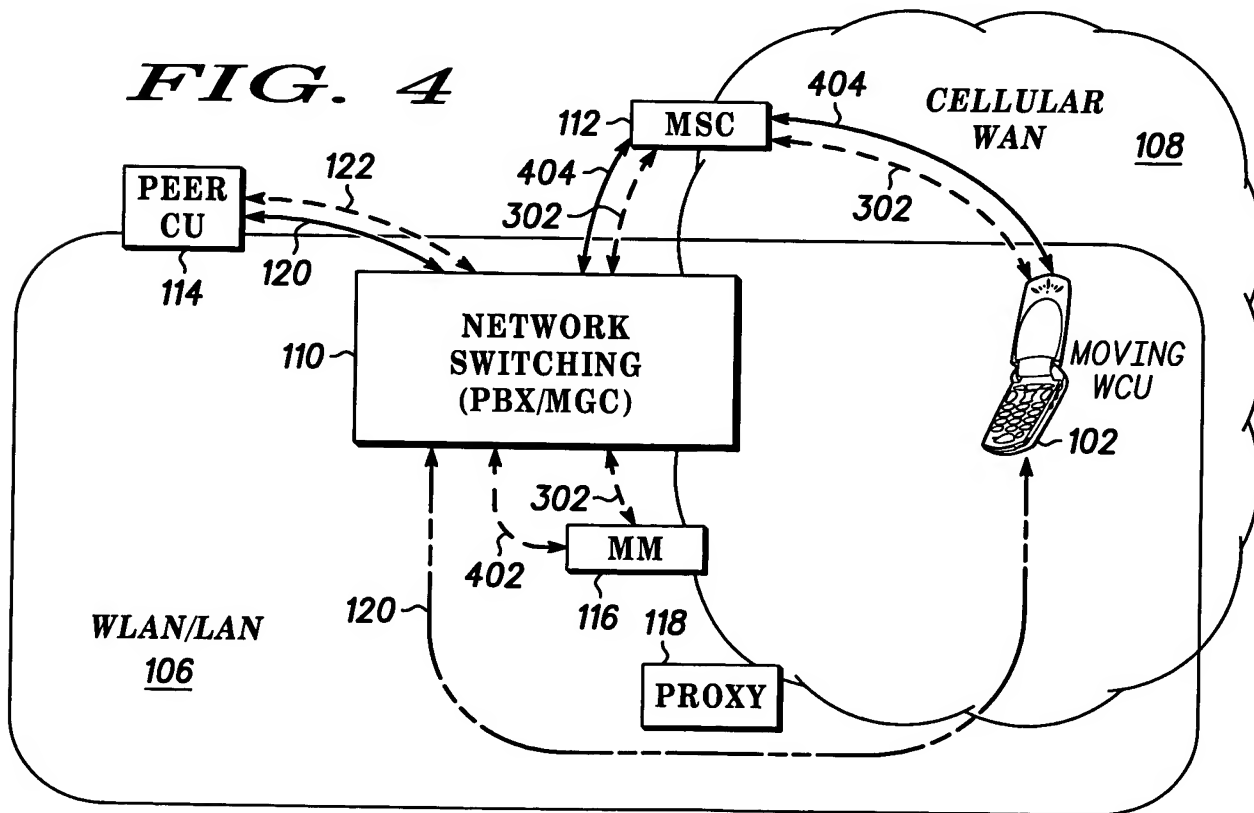 FIG. 4
CELLULAR
WAN
108
404
112
MSC
404
302
302
PEER
CU
122
120
114
NETWORK
SWITCHING
(PBX/MGC)
110
MOVING
WCU
102
302
402
MM
116
120
118
PROXY
WLAN/LAN
106